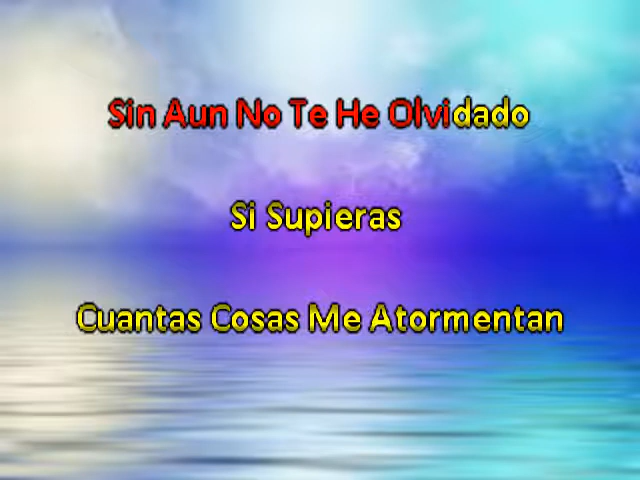 Sin Aun No Te He Olvidado
Si Supieras
Cuantas Cosas Me Atormentan